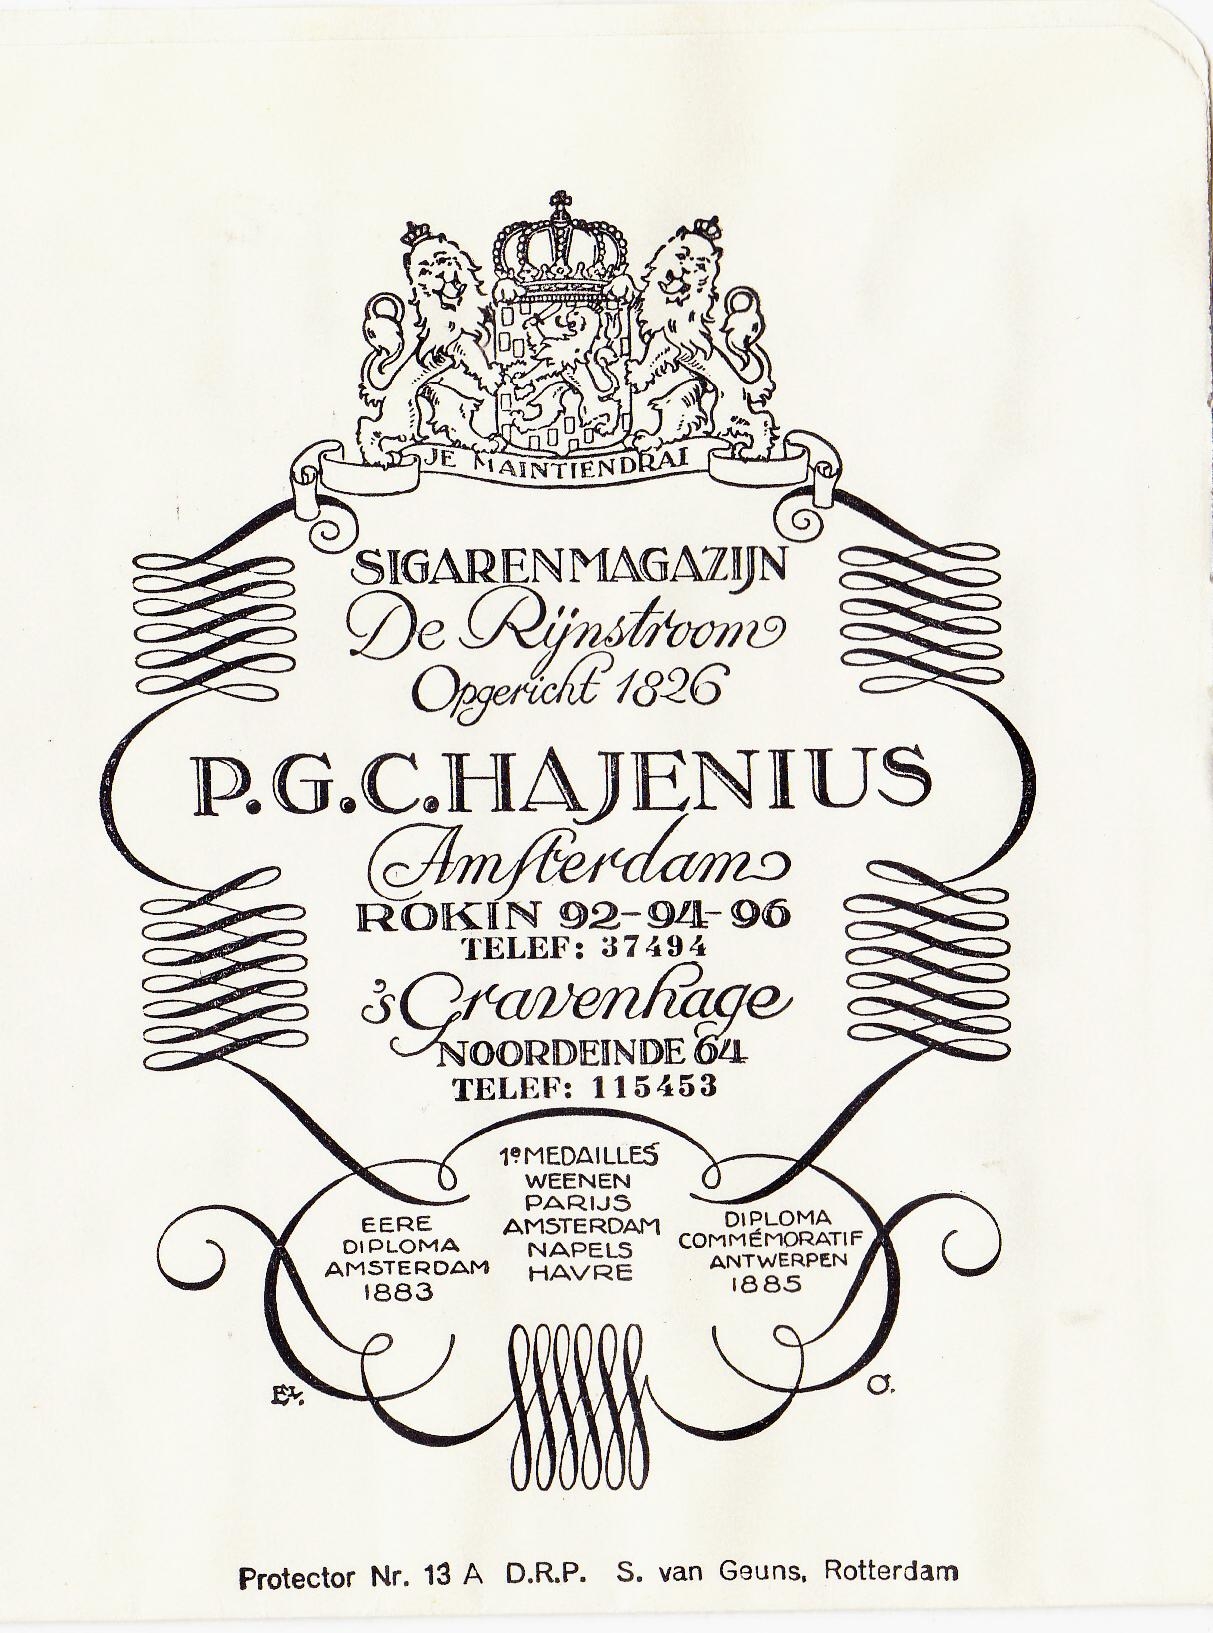 JE MAINTIENDRAI
SIGARENMAGAZIJN
De Rijnstroom
Opgericht 1826
P.G.C.HAJENIUS
Amsterdam
ROKIN 92-94-96
TELEF: 37494
's Gravenhage
NOORDEINDE 64
TELEF: 115453
1e MEDAILLES
WEENEN
PARIJS
AMSTERDAM
NAPELS
HAVRE
EERE
DIPLOMA
AMSTERDAM
1883
DIPLOMA
COMMÉMORATIF
ANTWERPEN
1885
Protector Nr. 13 A D.R.P. S. van Geuns, Rotterdam